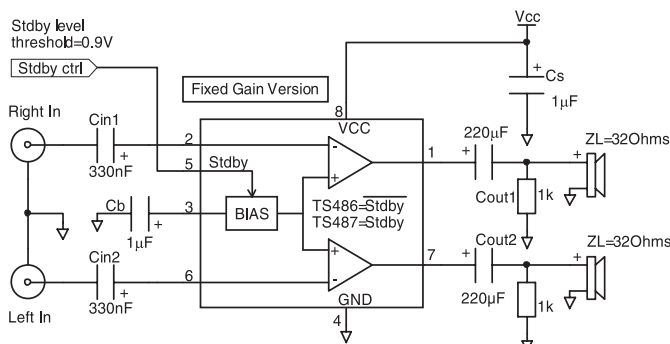 Stdby level
threshold=0.9V
Stdby ctrl
Vcc
Fixed Gain Version
+
Cs
1µF
8
VCC
Right In
Cin1
330nF
+
2
5
Stdby
-
+
1
220µF
+
Cout1
1k
ZL=32Ohms
+
Cb
1µF
+
3
BIAS
TS486=Stdby
TS487=Stdby
Cin2
330nF
+
6
+
-
7
Cout2
+
220µF
1k
ZL=32Ohms
+
Left In
GND
4